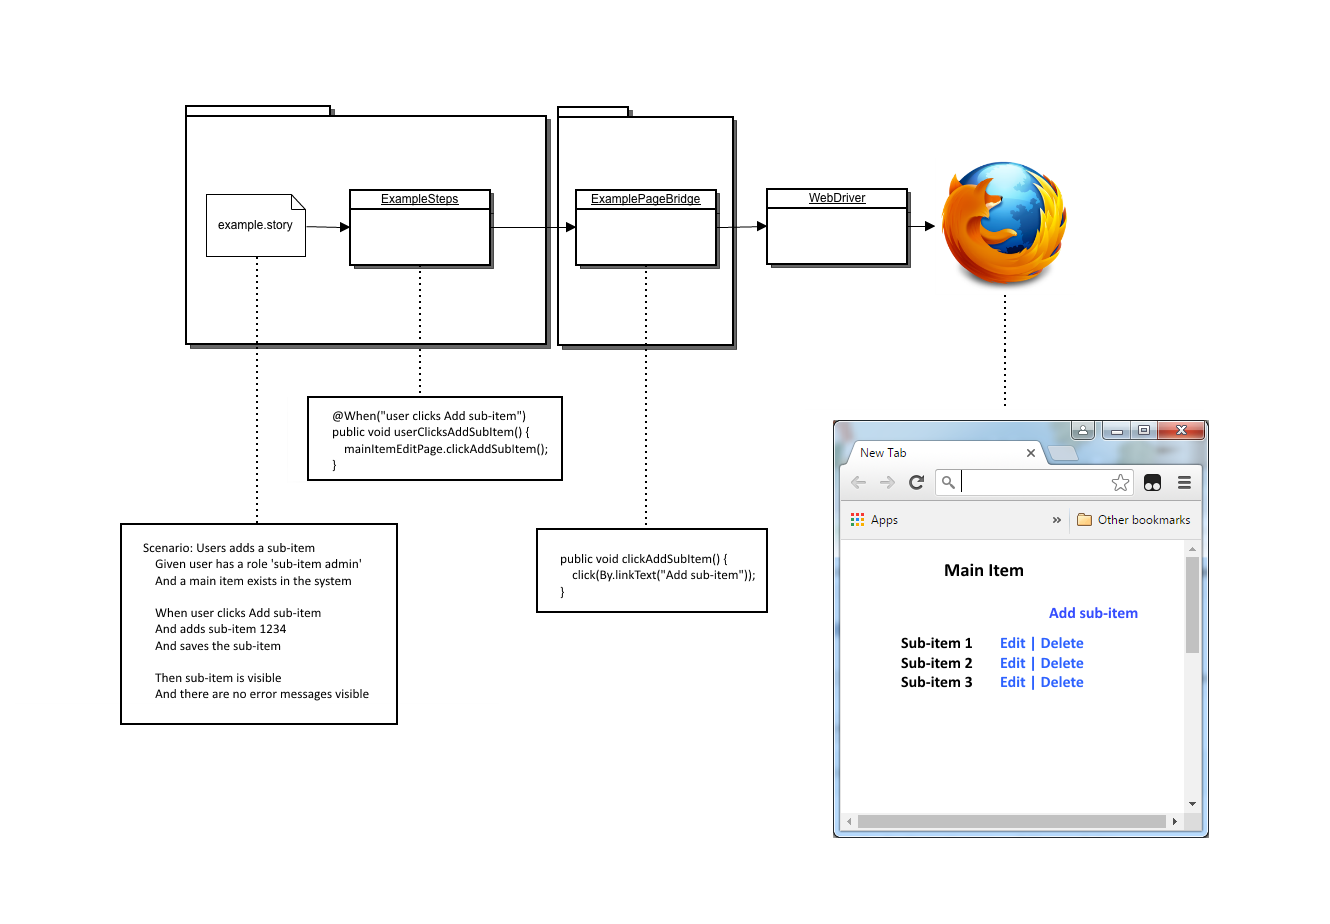 example.story
ExampleSteps
ExamplePageBridge
WebDriver
@When("user clicks Add sub-item")
public void userClicksAddSubItem() {
mainItemEditPage.clickAddSubItem();
}
Scenario: Users adds a sub-item
Given user has a role 'sub-item admin'
And a main item exists in the system
When user clicks Add sub-item
And adds sub-item 1234
And saves the sub-item
Then sub-item is visible
And there are no error messages visible
public void clickAddSubItem() {
click(By.linkText("Add sub-item"));
}
New Tab
Apps
» Other bookmarks
Main Item
Add sub-item
Sub-item 1 Edit | Delete
Sub-item 2 Edit | Delete
Sub-item 3 Edit | Delete